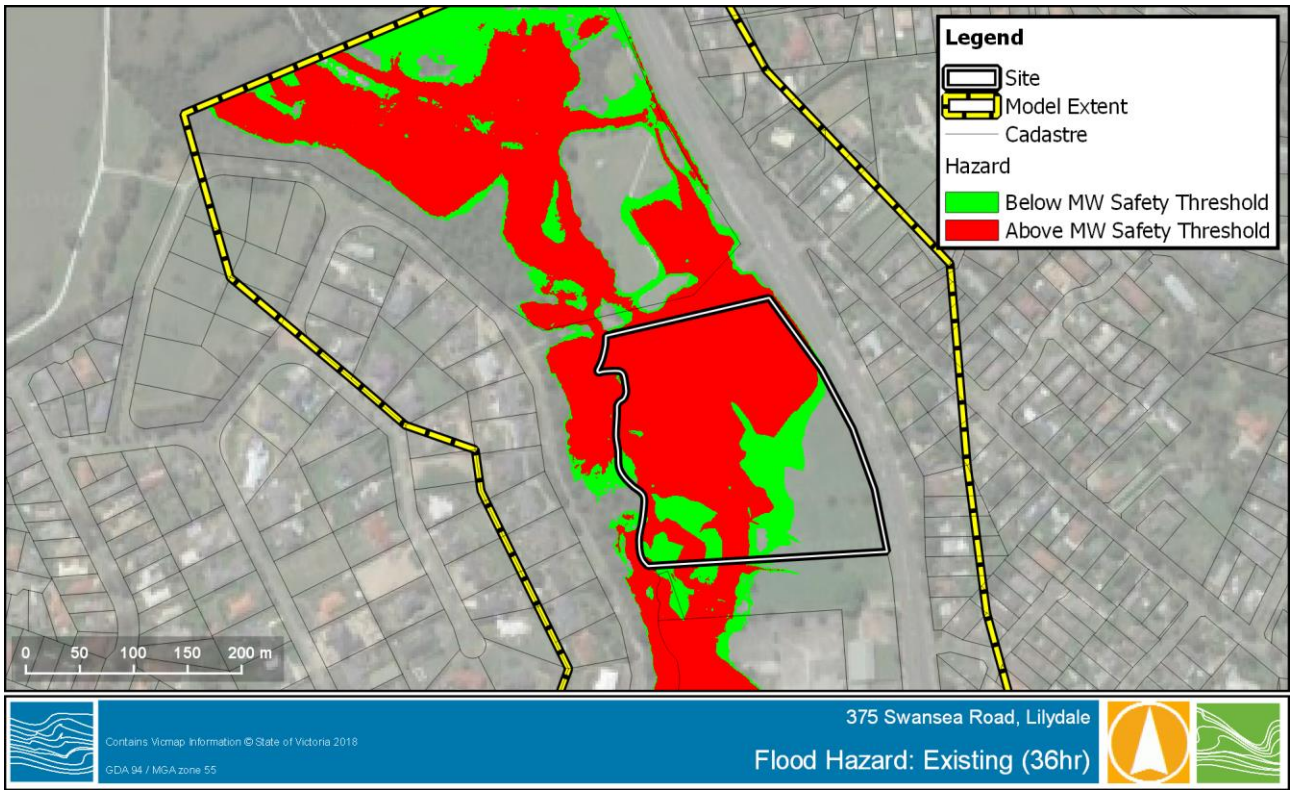 Legend
Site
Model Extent
Cadastre
Hazard
Below MW Safety Threshold
Above MW Safety Threshold
0 50 100 150 200 m
375 Swansea Road, Lilydale
Contains Vicmap Information © State of Victoria 2018
Flood Hazard: Existing (36hr)
GDA 94 / MGA zone 55